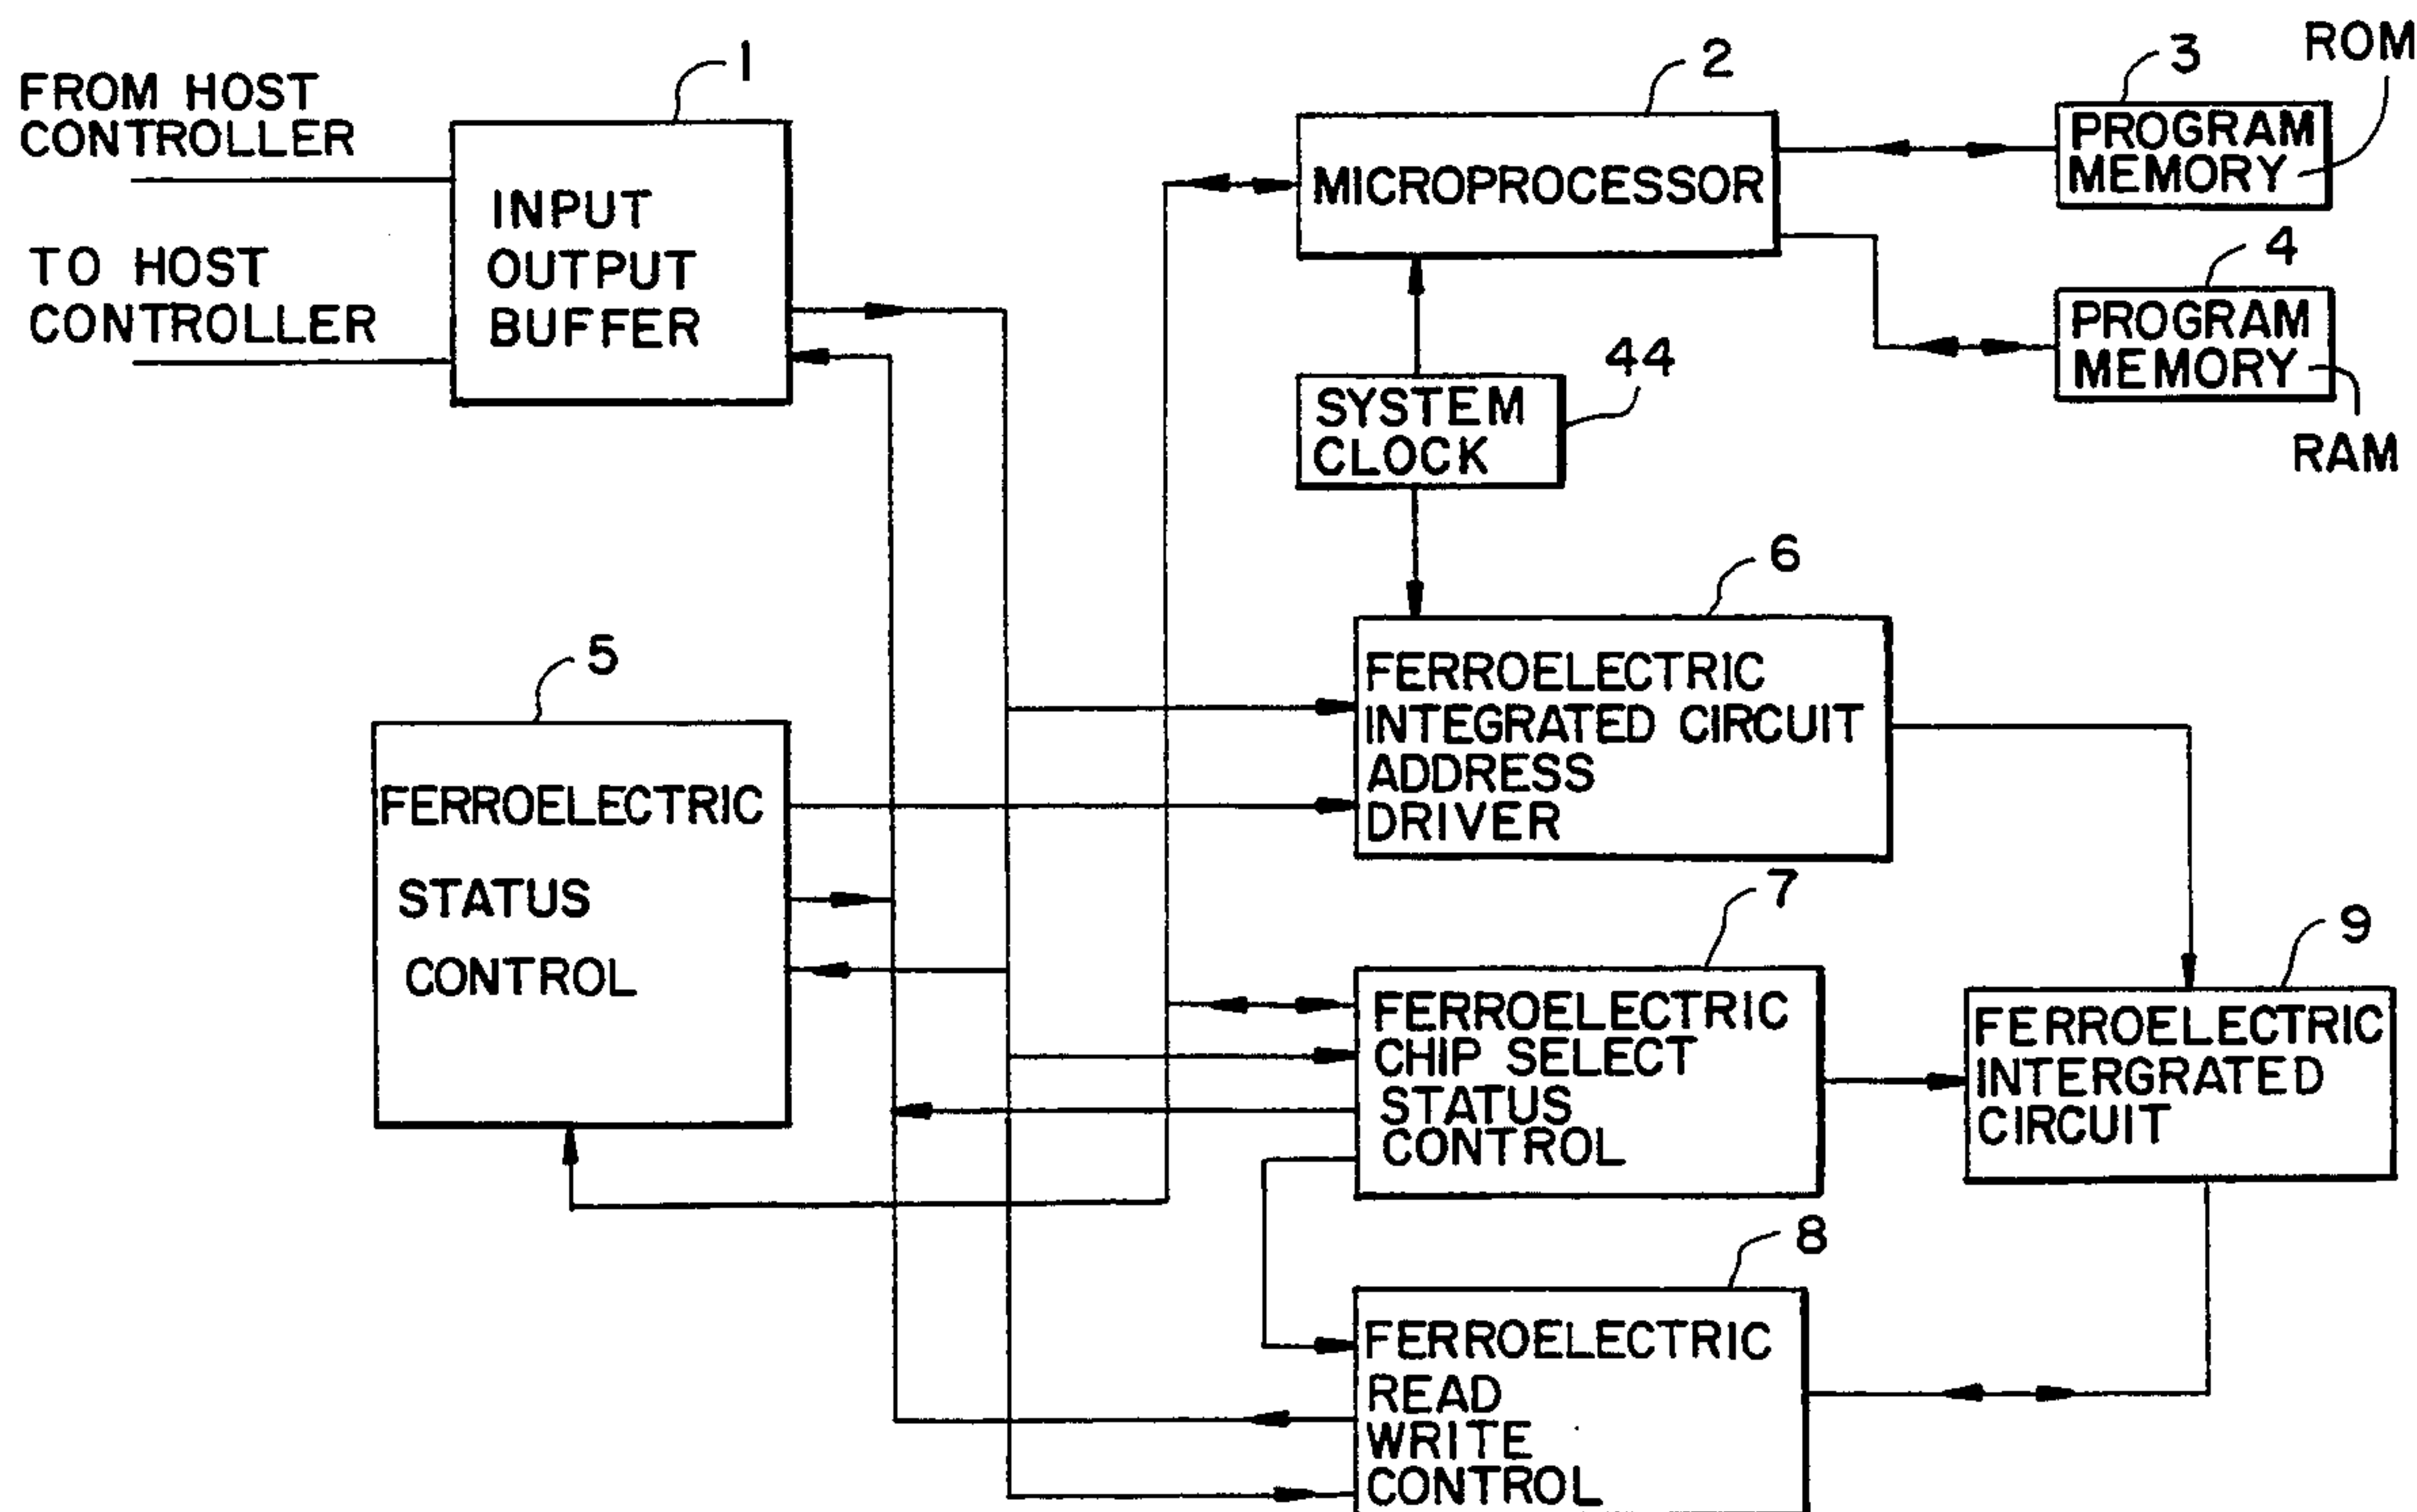 FROM HOST
CONTROLLER
TO HOST
CONTROLLER
1
INPUT
OUTPUT
BUFFER
2
MICROPROCESSOR
3
ROM
PROGRAM
MEMORY
4
PROGRAM
MEMORY
RAM
44
SYSTEM
CLOCK
5
FERROELECTRIC
STATUS
CONTROL
6
FERROELECTRIC
INTEGRATED CIRCUIT
ADDRESS
DRIVER
7
FERROELECTRIC
CHIP SELECT
STATUS
CONTROL
9
FERROELECTRIC
INTERGRATED
CIRCUIT
8
FERROELECTRIC
READ
WRITE
CONTROL